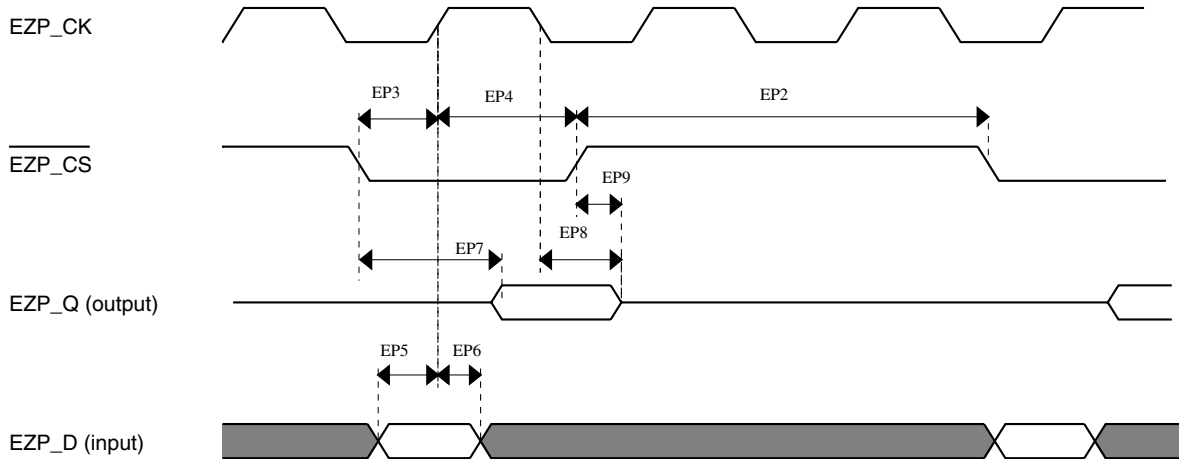 EZP_CK
EP3
EP4
EP2
EZP_CS
EP9
EP8
EP7
EZP_Q (output)
EP5
EP6
EZP_D (input)